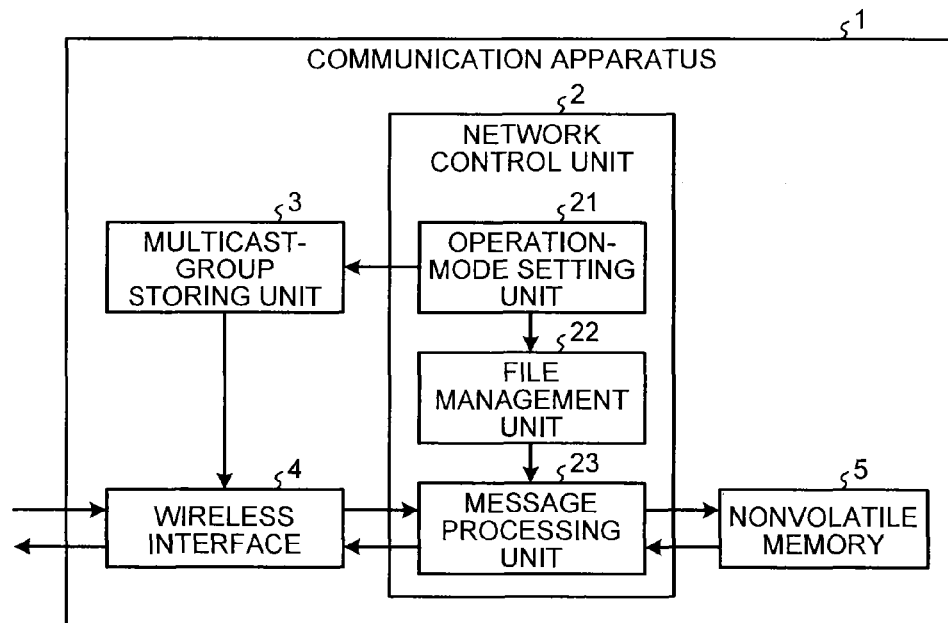 1
COMMUNICATION APPARATUS
2
NETWORK
CONTROL UNIT
3
MULTICAST-
GROUP
STORING UNIT
21
OPERATION-
MODE SETTING
UNIT
22
FILE
MANAGEMENT
UNIT
4
WIRELESS
INTERFACE
23
MESSAGE
PROCESSING
UNIT
5
NONVOLATILE
MEMORY